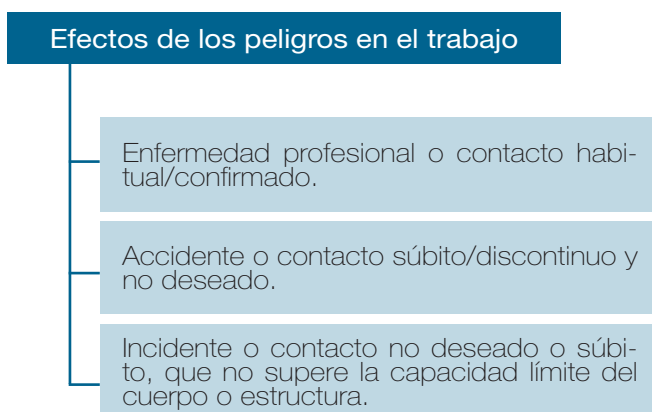 Efectos de los peligros en el trabajo
Enfermedad profesional o contacto habi-
tual/confirmado.
Accidente o contacto súbito/discontinuo y
no deseado.
Incidente o contacto no deseado o súbi-
to, que no supere la capacidad límite del
cuerpo o estructura.